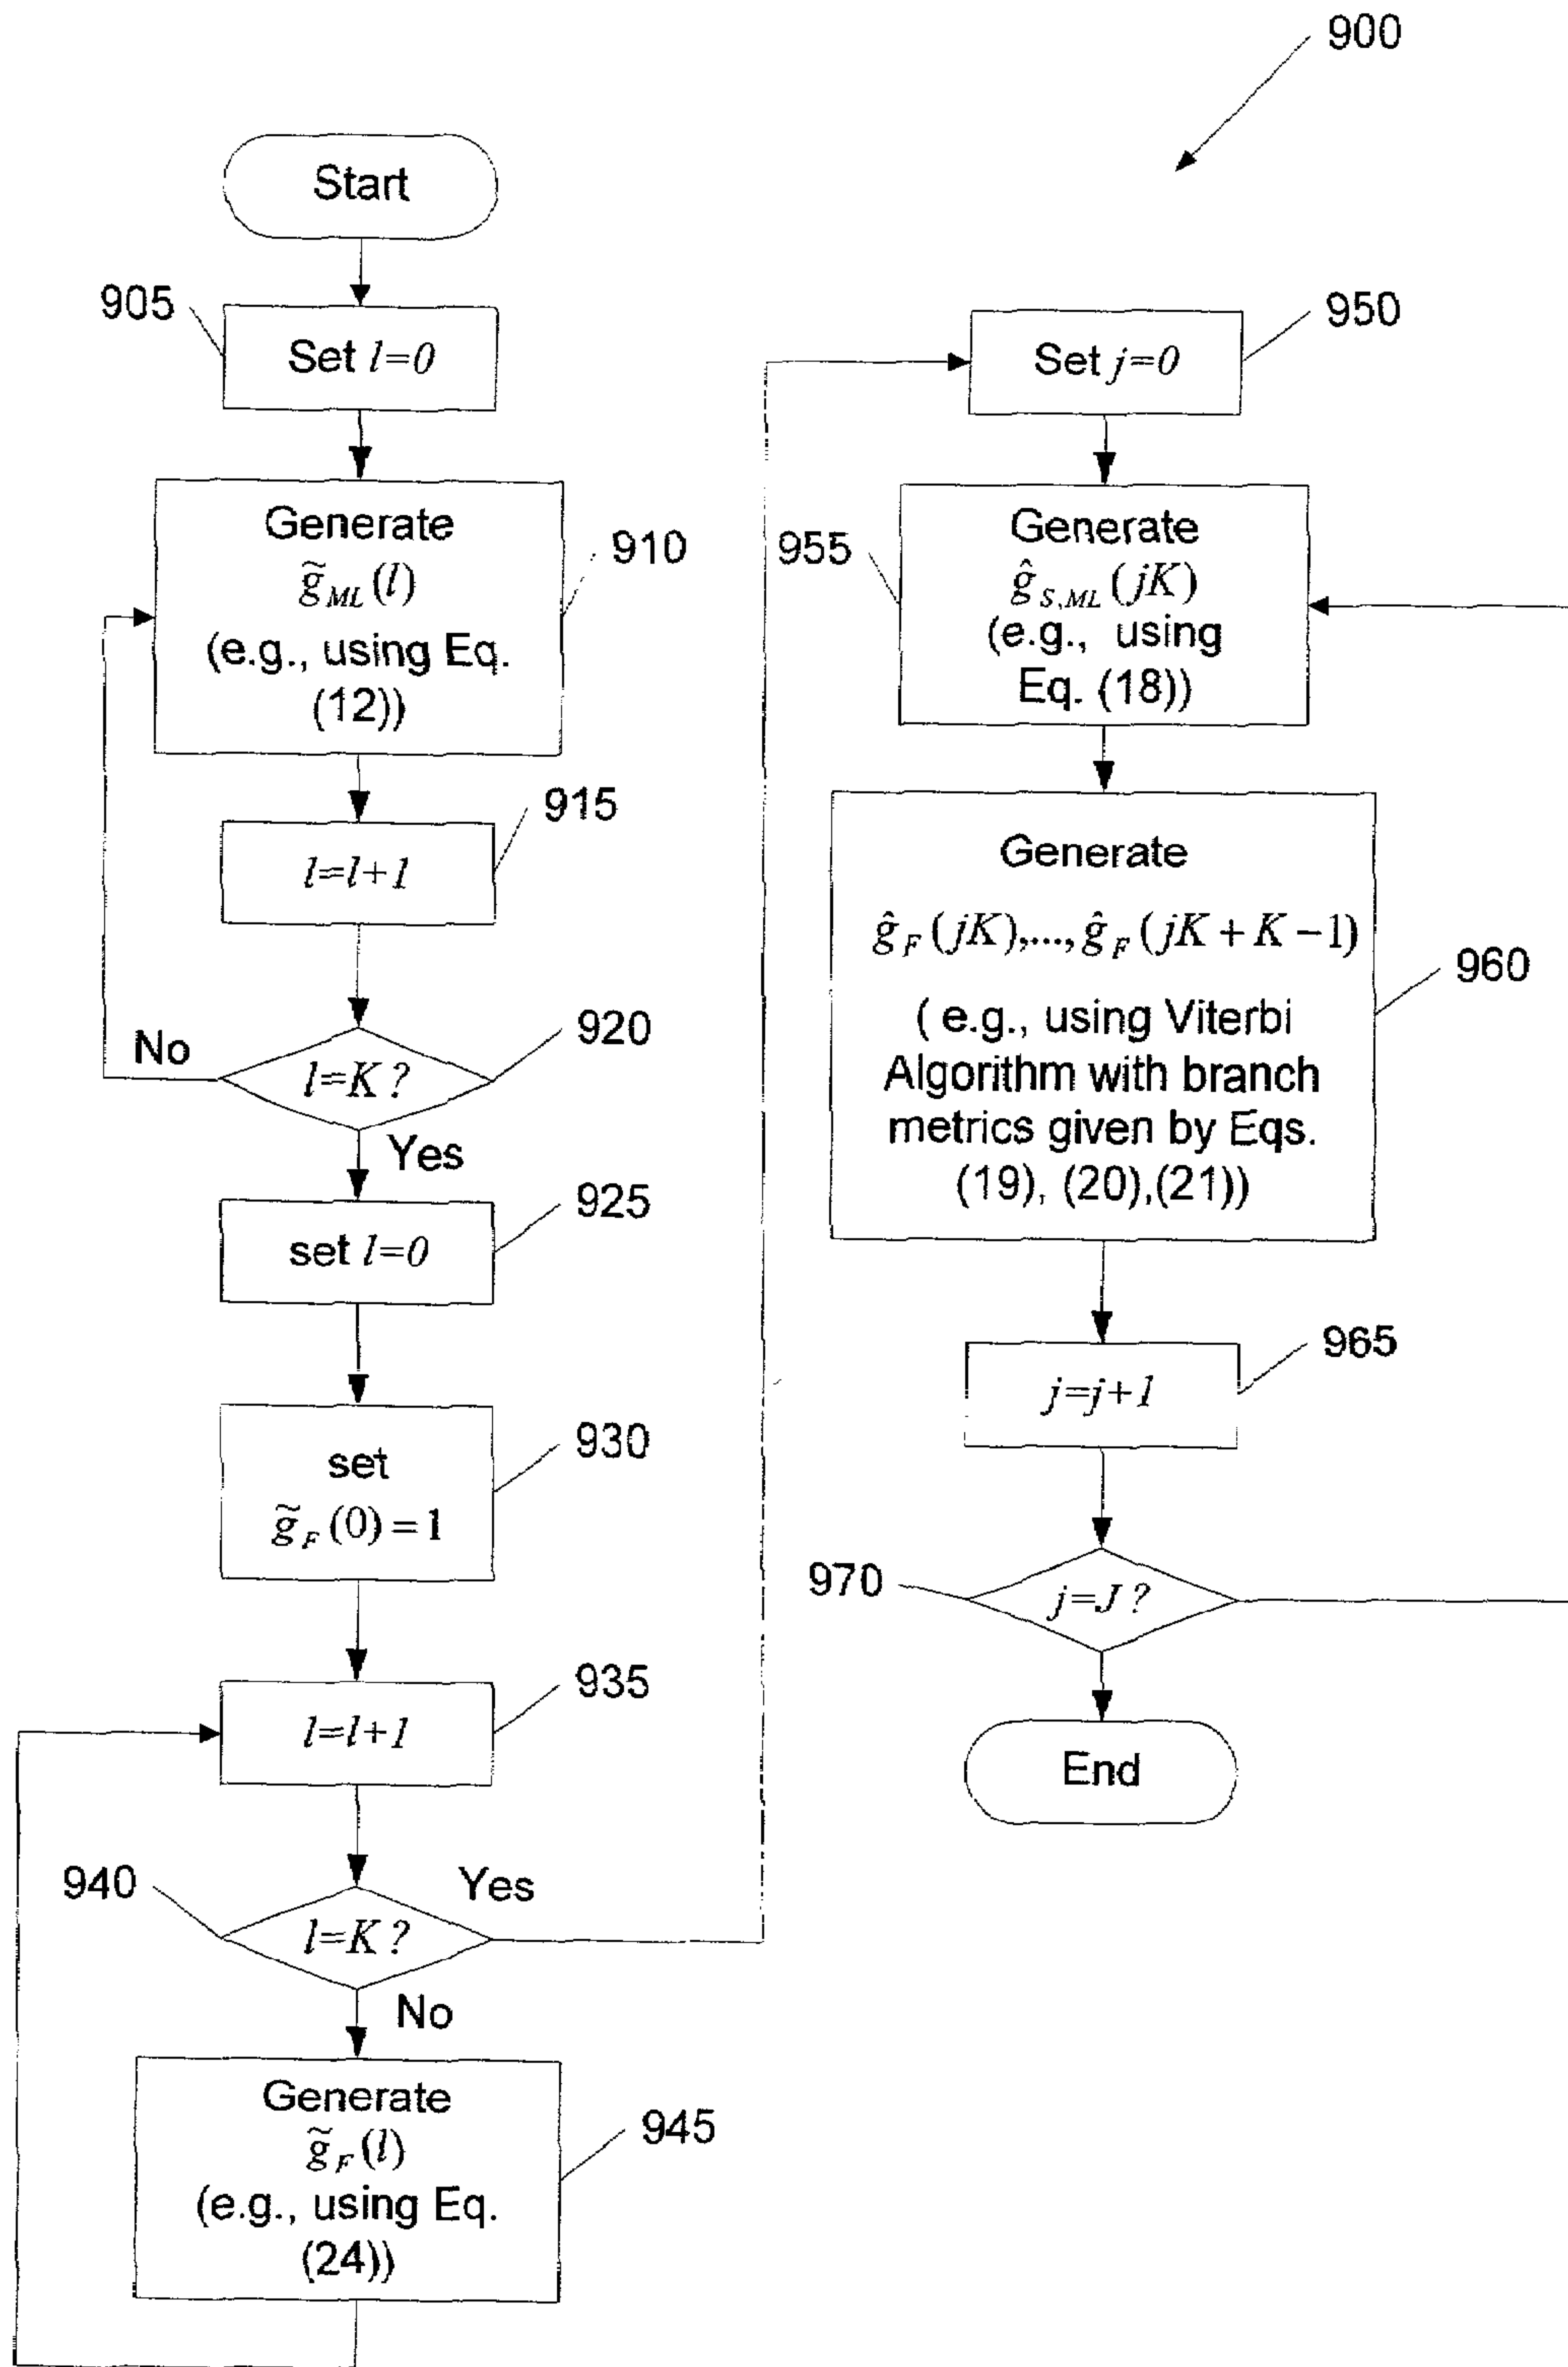 900
Start
905
Set l=0
Generate
g̃ML(l)
(e.g., using Eq.
(12))
910
915
l=l+1
920
No
l=K?
Yes
925
set l=0
930
set
g̃F(0) = 1
935
l=l+1
940
Yes
l=K?
No
Generate
g̃F(l)
(e.g., using Eq.
(24))
945
950
Set j=0
955
Generate
ĝS,ML(jK)
(e.g., using
Eq. (18))
Generate
ĝF(jK),...,ĝF(jK + K −1)
( e.g., using Viterbi
Algorithm with branch
metrics given by Eqs.
(19), (20),(21))
960
965
j=j+1
970
j=J?
End